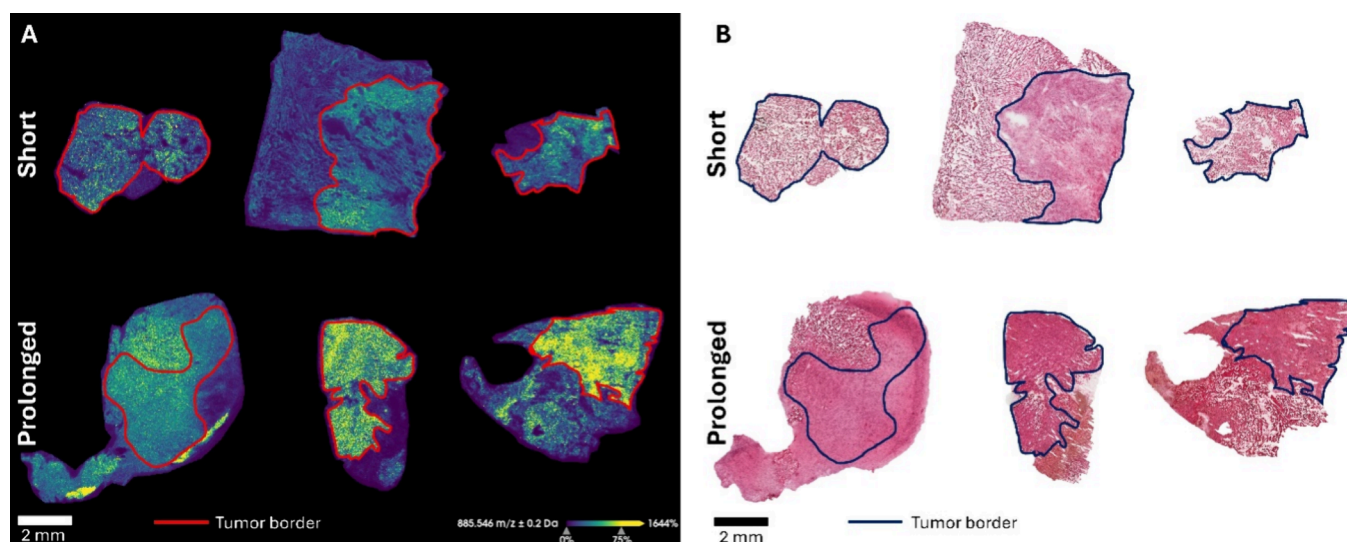 A
Short
Prolonged
2 mm
Tumor border
885.546 m/z ± 0.2 Da
1644%
0%
75%
B
Short
Prolonged
2 mm
Tumor border